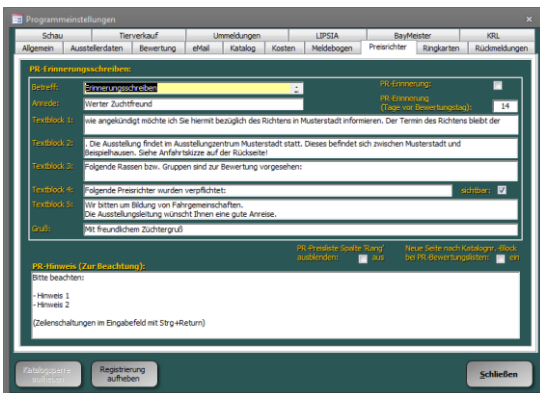 Programmeinstellungen
Schau Tierverkauf Ummeldungen LIPSIA BayMeister KRL
Allgemein Ausstellerdaten Bewertung eMail Katalog Kosten Meldebogen Preisrichter Ringkarten Rückmeldungen
PR-Erinnerungsschreiben:
Betreff: Erinnerungsschreiben PR-Erinnerung:
Anrede: Werter Zuchtfreund PR-Erinnerung
(Tage vor Bewertungstag): 14
Textblock 1: wie angekündigt möchte ich Sie hiermit bezüglich des Richtens in Musterstadt informieren. Der Termin des Richtens bleibt der
Textblock 2: , Die Ausstellung findet im Ausstellungszentrum Musterstadt statt. Dieses befindet sich zwischen Musterstadt und
Beispielhausen. Siehe Anfahrtskizze auf der Rückseite!
Textblock 3: Folgende Rassen bzw. Gruppen sind zur Bewertung vorgesehen:
Textblock 4: Folgende Preisrichter wurden verpflichtet: sichtbar:
Textblock 5: Wir bitten um Bildung von Fahrgemeinschaften.
Die Ausstellungsleitung wünscht Ihnen eine gute Anreise.
Gruß: Mit freundlichem Züchtergruß
PR-Preisliste Spalte 'Rang' Neue Seite nach Katalognr.-Block
ausblenden: aus bei PR-Bewertungslisten: ein
PR-Hinweis (Zur Beachtung):
Bitte beachten:
- Hinweis 1
- Hinweis 2
(Zeilenschaltungen im Eingabefeld mit Strg+Return)
Katalogsperre Registrierung
aufheben aufheben Schließen